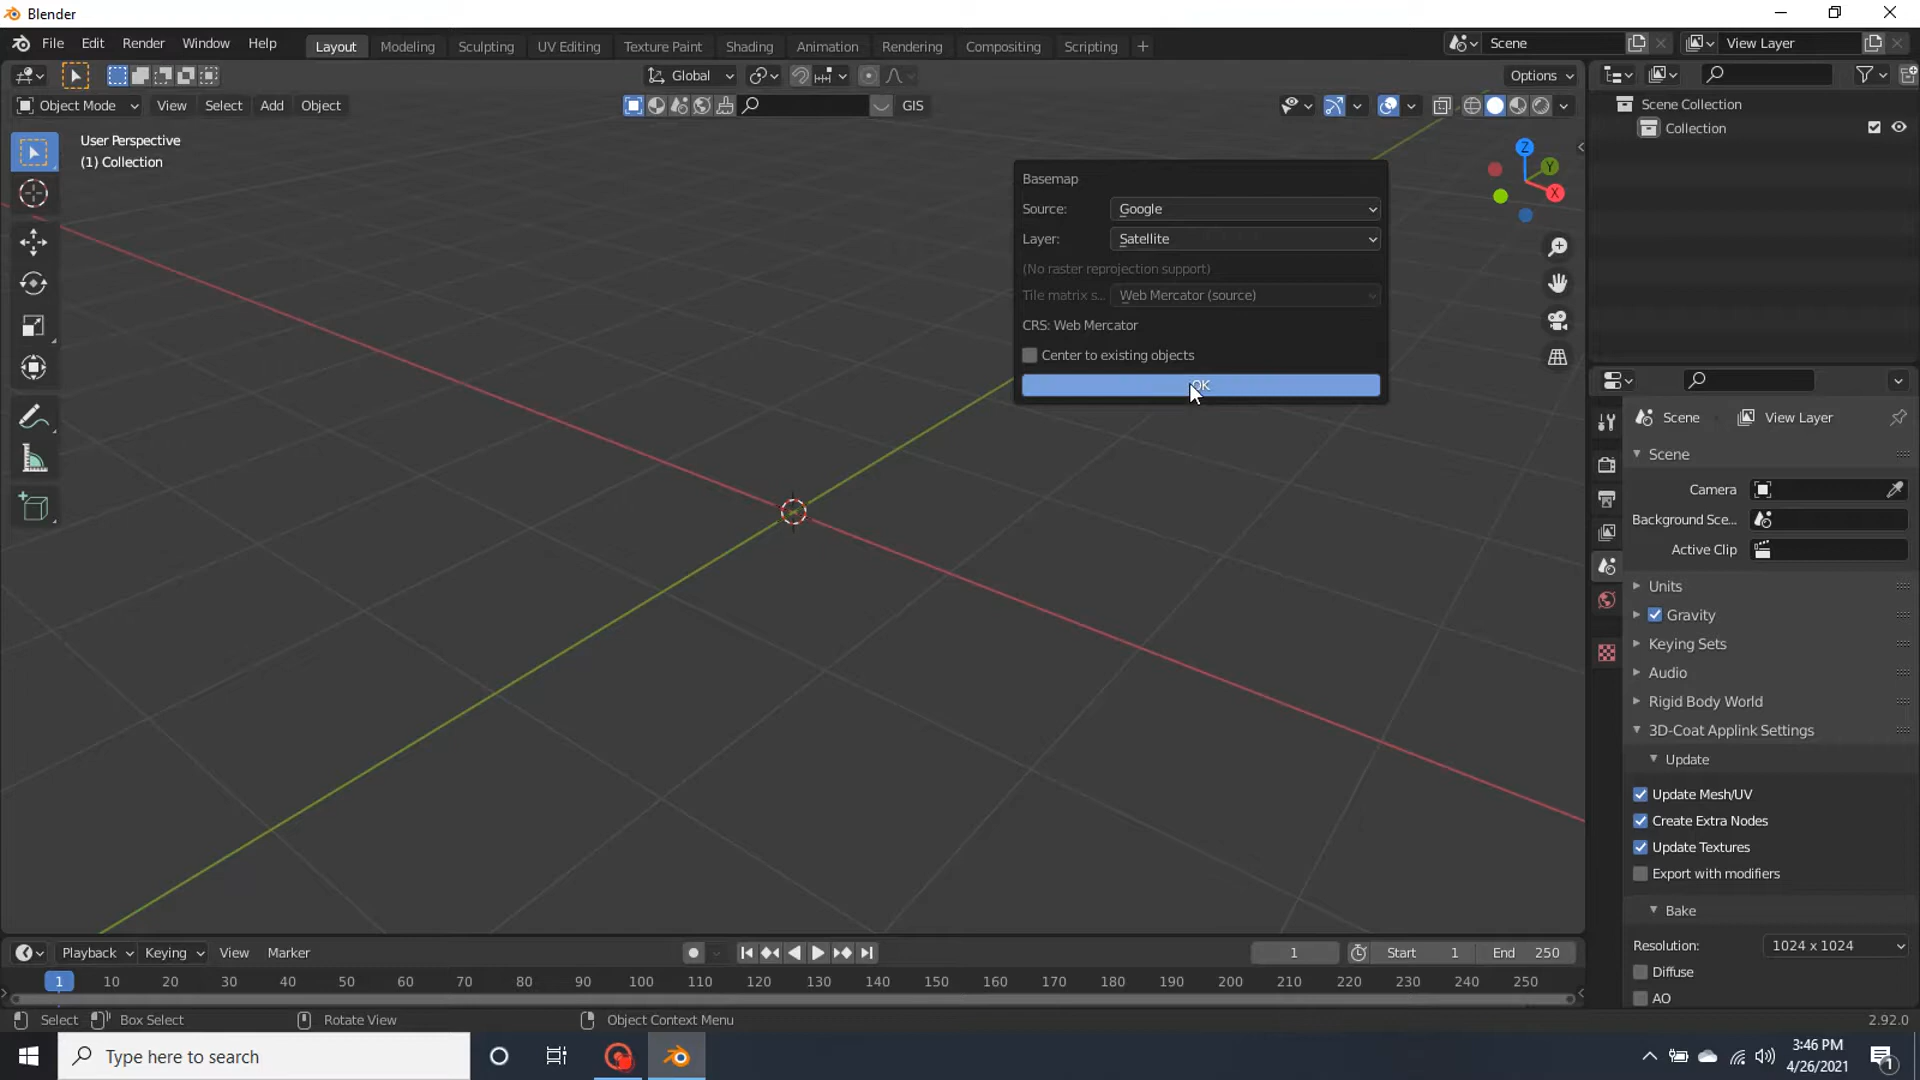 Blender
File Edit Render Window Help Layout Modeling Sculpting UV Editing Texture Paint Shading Animation Rendering Compositing Scripting + Scene View Layer
Global Options
Object Mode View Select Add Object GIS
User Perspective
(1) Collection
Z
Y
X
Basemap
Source: Google
Layer: Satellite
(No raster reprojection support)
Tile matrix s... Web Mercator (source)
CRS: Web Mercator
Center to existing objects
OK
Scene Collection
Collection
Scene View Layer
Scene
Camera
Background Sce...
Active Clip
Units
Gravity
Keying Sets
Audio
Rigid Body World
3D-Coat Applink Settings
Update
Update Mesh/UV
Create Extra Nodes
Update Textures
Export with modifiers
Bake
Resolution: 1024 x 1024
Diffuse
AO
Playback Keying View Marker 1 Start 1 End 250
1 10 20 30 40 50 60 70 80 90 100 110 120 130 140 150 160 170 180 190 200 210 220 230 240 250
Select Box Select Rotate View Object Context Menu 2.92.0
Type here to search
3:46 PM
4/26/2021
1